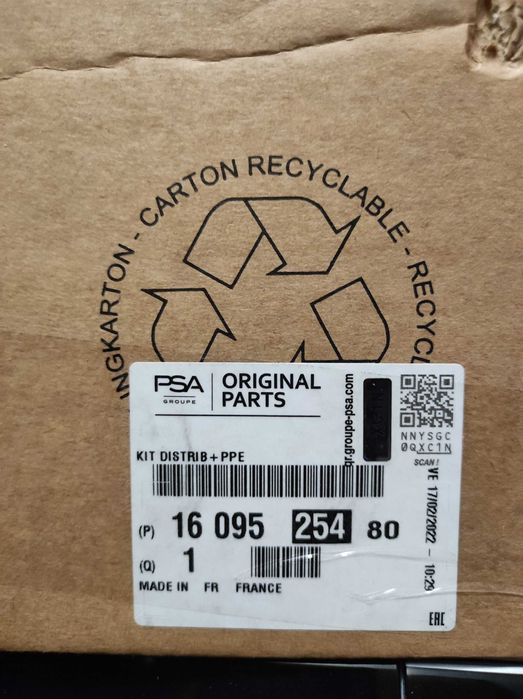 INGKARTON - CARTON RECYCLABLE - RECYCL
PSA
GROUPE
ORIGINAL
PARTS
qr.groupe-psa.com
NNYSGC
0QXC1N
SCAN!
KIT DISTRIB+PPE
(P) 16 095 254 80
(Q) 1
MADE IN FR FRANCE
VE 17/02/2022 - 10:29
EAC